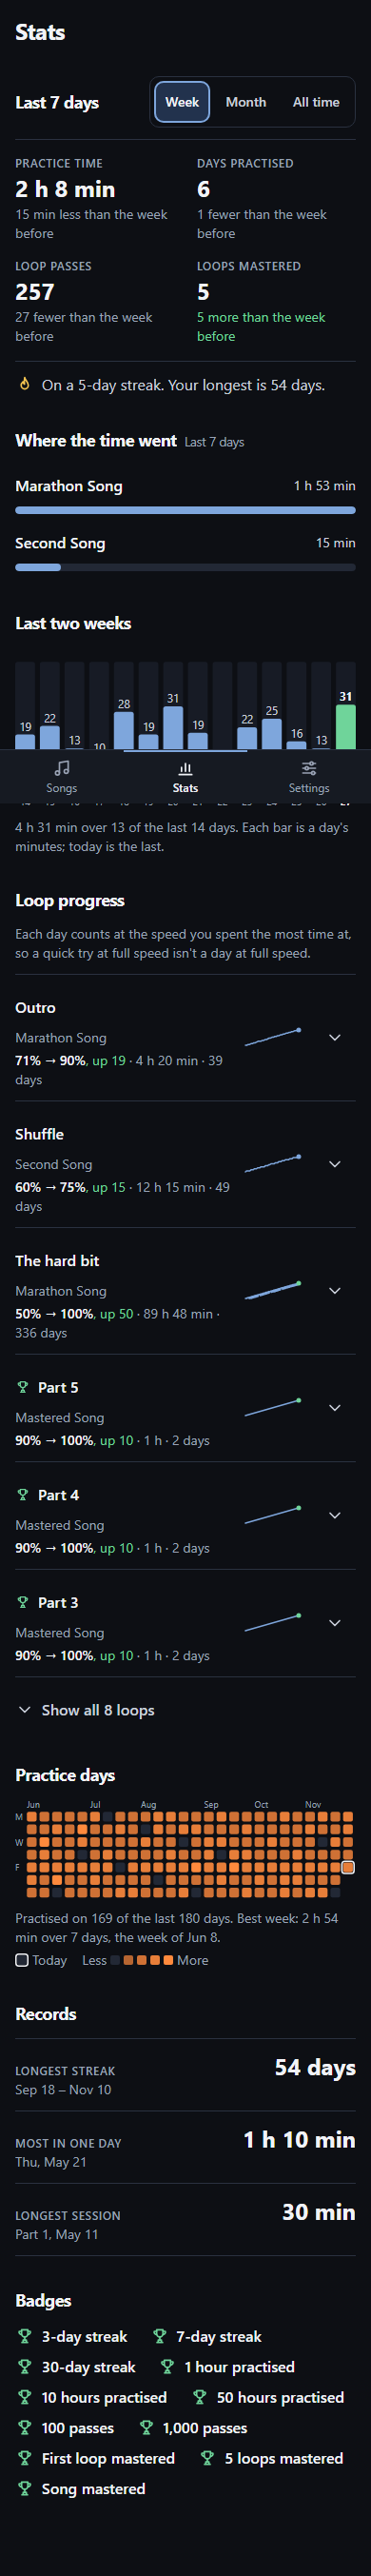 Stats
Last 7 days
Week Month All time
PRACTICE TIME
2 h 8 min
15 min less than the week
before
DAYS PRACTISED
6
1 fewer than the week
before
LOOP PASSES
257
27 fewer than the week
before
LOOPS MASTERED
5
5 more than the week
before
On a 5-day streak. Your longest is 54 days.
Where the time went Last 7 days
Marathon Song 1 h 53 min
Second Song 15 min
Last two weeks
19 22 13 10 28 19 31 19 22 25 16 13 31
Songs Stats Settings
4 h 31 min over 13 of the last 14 days. Each bar is a day's
minutes; today is the last.
Loop progress
Each day counts at the speed you spent the most time at,
so a quick try at full speed isn't a day at full speed.
Outro
Marathon Song
71% → 90%, up 19 · 4 h 20 min · 39
days
Shuffle
Second Song
60% → 75%, up 15 · 12 h 15 min · 49
days
The hard bit
Marathon Song
50% → 100%, up 50 · 89 h 48 min ·
336 days
Part 5
Mastered Song
90% → 100%, up 10 · 1 h · 2 days
Part 4
Mastered Song
90% → 100%, up 10 · 1 h · 2 days
Part 3
Mastered Song
90% → 100%, up 10 · 1 h · 2 days
Show all 8 loops
Practice days
Jun Jul Aug Sep Oct Nov
M
W
F
Practised on 169 of the last 180 days. Best week: 2 h 54
min over 7 days, the week of Jun 8.
Today Less More
Records
LONGEST STREAK 54 days
Sep 18 – Nov 10
MOST IN ONE DAY 1 h 10 min
Thu, May 21
LONGEST SESSION 30 min
Part 1, May 11
Badges
3-day streak 7-day streak
30-day streak 1 hour practised
10 hours practised 50 hours practised
100 passes 1,000 passes
First loop mastered 5 loops mastered
Song mastered